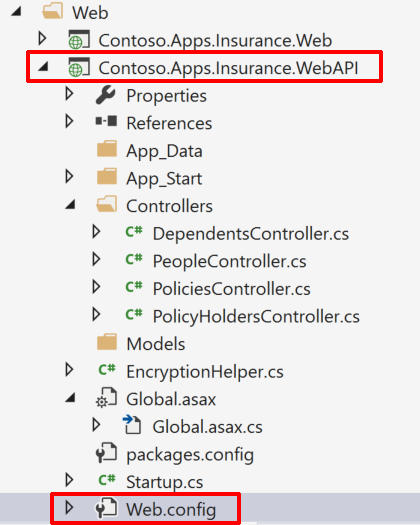 Web
Contoso.Apps.Insurance.Web
Contoso.Apps.Insurance.WebAPI
Properties
References
App_Data
App_Start
Controllers
C# DependentsController.cs
C# PeopleController.cs
C# PoliciesController.cs
C# PolicyHoldersController.cs
Models
C# EncryptionHelper.cs
Global.asax
Global.asax.cs
packages.config
C# Startup.cs
Web.config